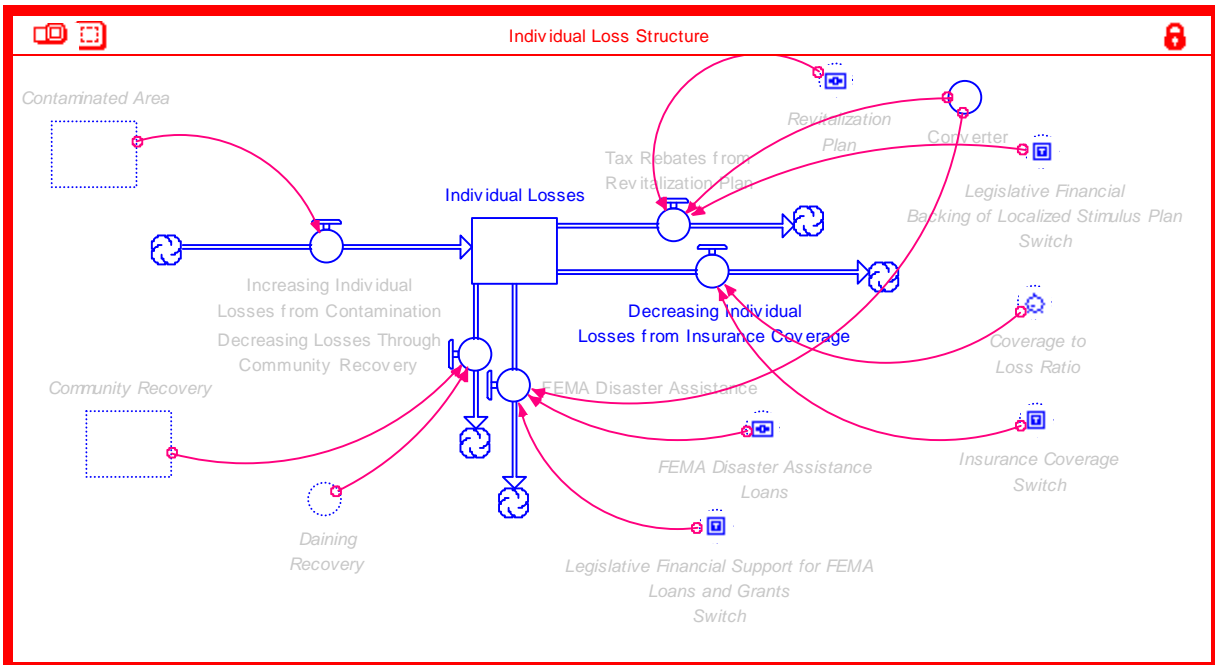 Individual Loss Structure
Contaminated Area
Revitalization
Plan
Converter
Tax Rebates from
Revitalization Plan
Legislative Financial
Backing of Localized Stimulus Plan
Switch
Individual Losses
Increasing Individual
Losses from Contamination
Decreasing Individual
Losses from Insurance Coverage
Decreasing Losses Through
Community Recovery
Coverage to
Loss Ratio
Community Recovery
FEMA Disaster Assistance
FEMA Disaster Assistance
Loans
Insurance Coverage
Switch
Daining
Recovery
Legislative Financial Support for FEMA
Loans and Grants
Switch